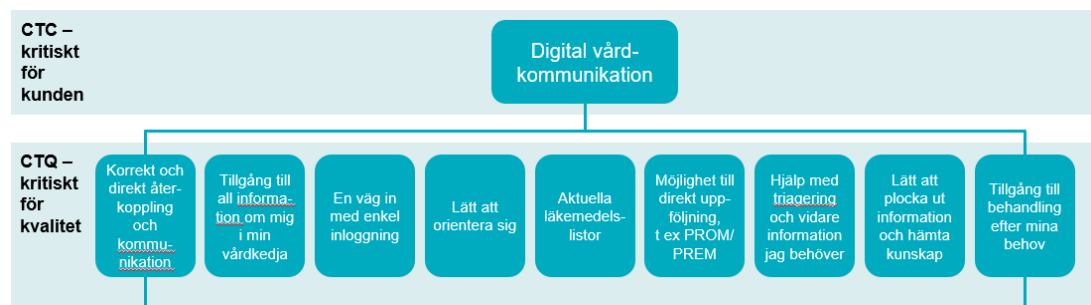 CTC –
kritiskt
för
kunden
Digital vård-
kommunikation
CTQ –
kritiskt
för
kvalitet
Korrekt och
direkt åter-
koppling
och
kommu-
nikation
Tillgång till
all informa-
tion om mig
i min
vårdkedja
En väg in
med enkel
inloggning
Lätt att
orientera sig
Aktuella
läkemedels-
listor
Möjlighet till
direkt upp-
följning,
t ex PROM/
PREM
Hjälp med
triagering
och vidare
information
jag behöver
Lätt att
plocka ut
information
och hämta
kunskap
Tillgång till
behandling
efter mina
behov